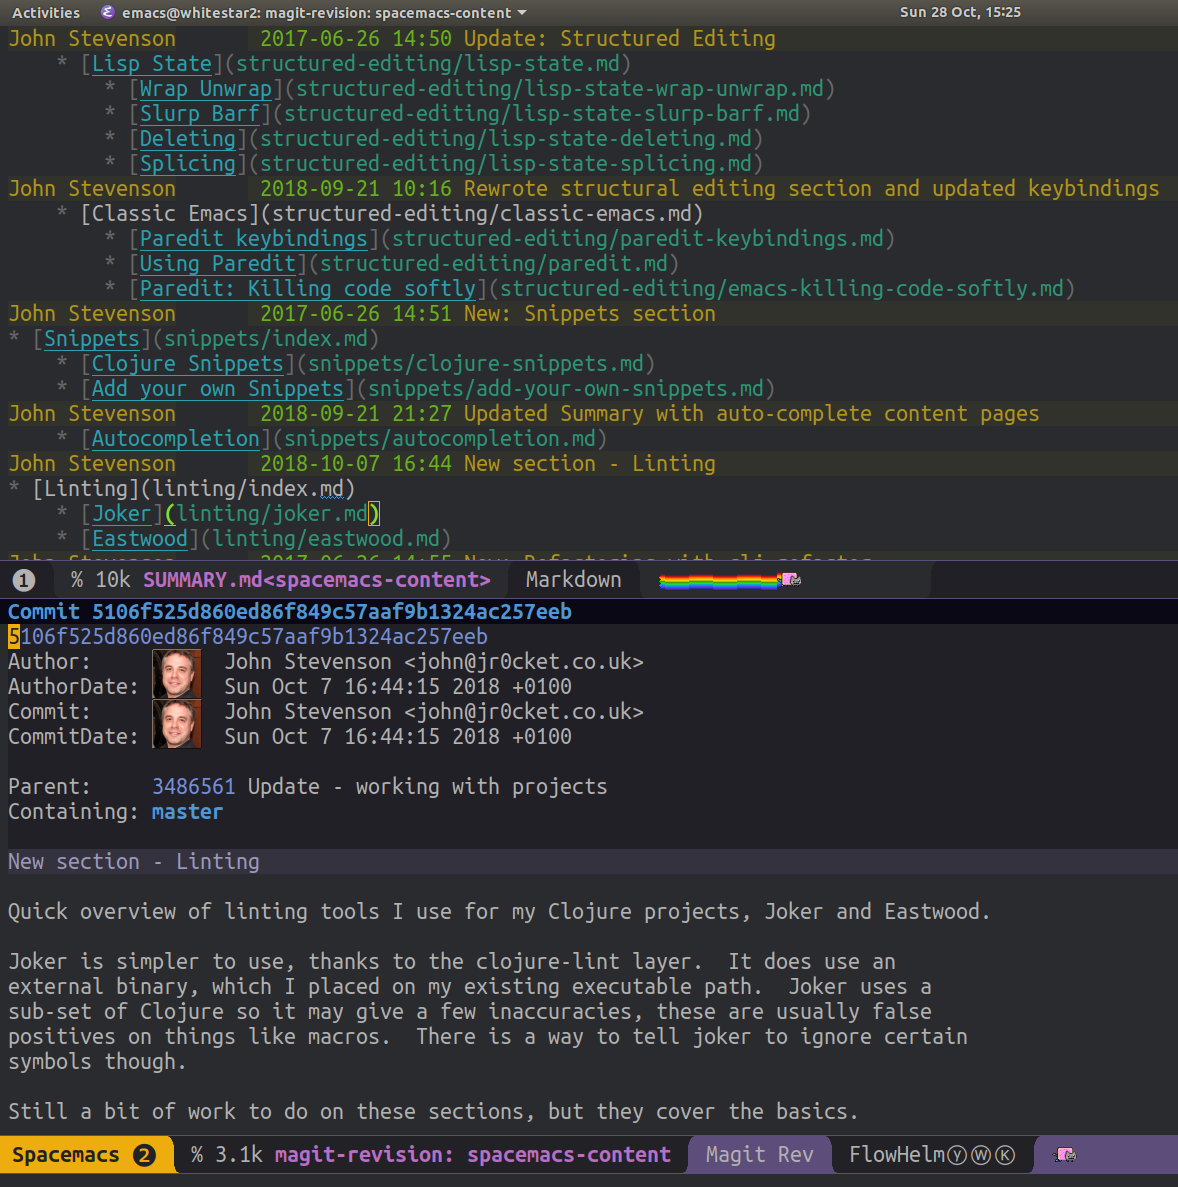 Activities emacs@whitestar2: magit-revision: spacemacs-content Sun 28 Oct, 15:25
John Stevenson 2017-06-26 14:50 Update: Structured Editing
* [Lisp State](structured-editing/lisp-state.md)
* [Wrap Unwrap](structured-editing/lisp-state-wrap-unwrap.md)
* [Slurp Barf](structured-editing/lisp-state-slurp-barf.md)
* [Deleting](structured-editing/lisp-state-deleting.md)
* [Splicing](structured-editing/lisp-state-splicing.md)
John Stevenson 2018-09-21 10:16 Rewrote structural editing section and updated keybindings
* [Classic Emacs](structured-editing/classic-emacs.md)
* [Paredit keybindings](structured-editing/paredit-keybindings.md)
* [Using Paredit](structured-editing/paredit.md)
* [Paredit: Killing code softly](structured-editing/emacs-killing-code-softly.md)
John Stevenson 2017-06-26 14:51 New: Snippets section
* [Snippets](snippets/index.md)
* [Clojure Snippets](snippets/clojure-snippets.md)
* [Add your own Snippets](snippets/add-your-own-snippets.md)
John Stevenson 2018-09-21 21:27 Updated Summary with auto-complete content pages
* [Autocompletion](snippets/autocompletion.md)
John Stevenson 2018-10-07 16:44 New section - Linting
* [Linting](linting/index.md)
* [Joker](linting/joker.md)
* [Eastwood](linting/eastwood.md)
John Stevenson 2017-06-26 14:55 New: Refactoring with clj-refactor
1 % 10k SUMMARY.md<spacemacs-content> Markdown
Commit 5106f525d860ed86f849c57aaf9b1324ac257eeb
5106f525d860ed86f849c57aaf9b1324ac257eeb
Author: John Stevenson <john@jr0cket.co.uk>
AuthorDate: Sun Oct 7 16:44:15 2018 +0100
Commit: John Stevenson <john@jr0cket.co.uk>
CommitDate: Sun Oct 7 16:44:15 2018 +0100
Parent: 3486561 Update - working with projects
Containing: master
New section - Linting
Quick overview of linting tools I use for my Clojure projects, Joker and Eastwood.
Joker is simpler to use, thanks to the clojure-lint layer.  It does use an
external binary, which I placed on my existing executable path.  Joker uses a
sub-set of Clojure so it may give a few inaccuracies, these are usually false
positives on things like macros.  There is a way to tell joker to ignore certain
symbols though.
Still a bit of work to do on these sections, but they cover the basics.
Spacemacs 2 % 3.1k magit-revision: spacemacs-content Magit Rev FlowHelmⓨⓌⓀ